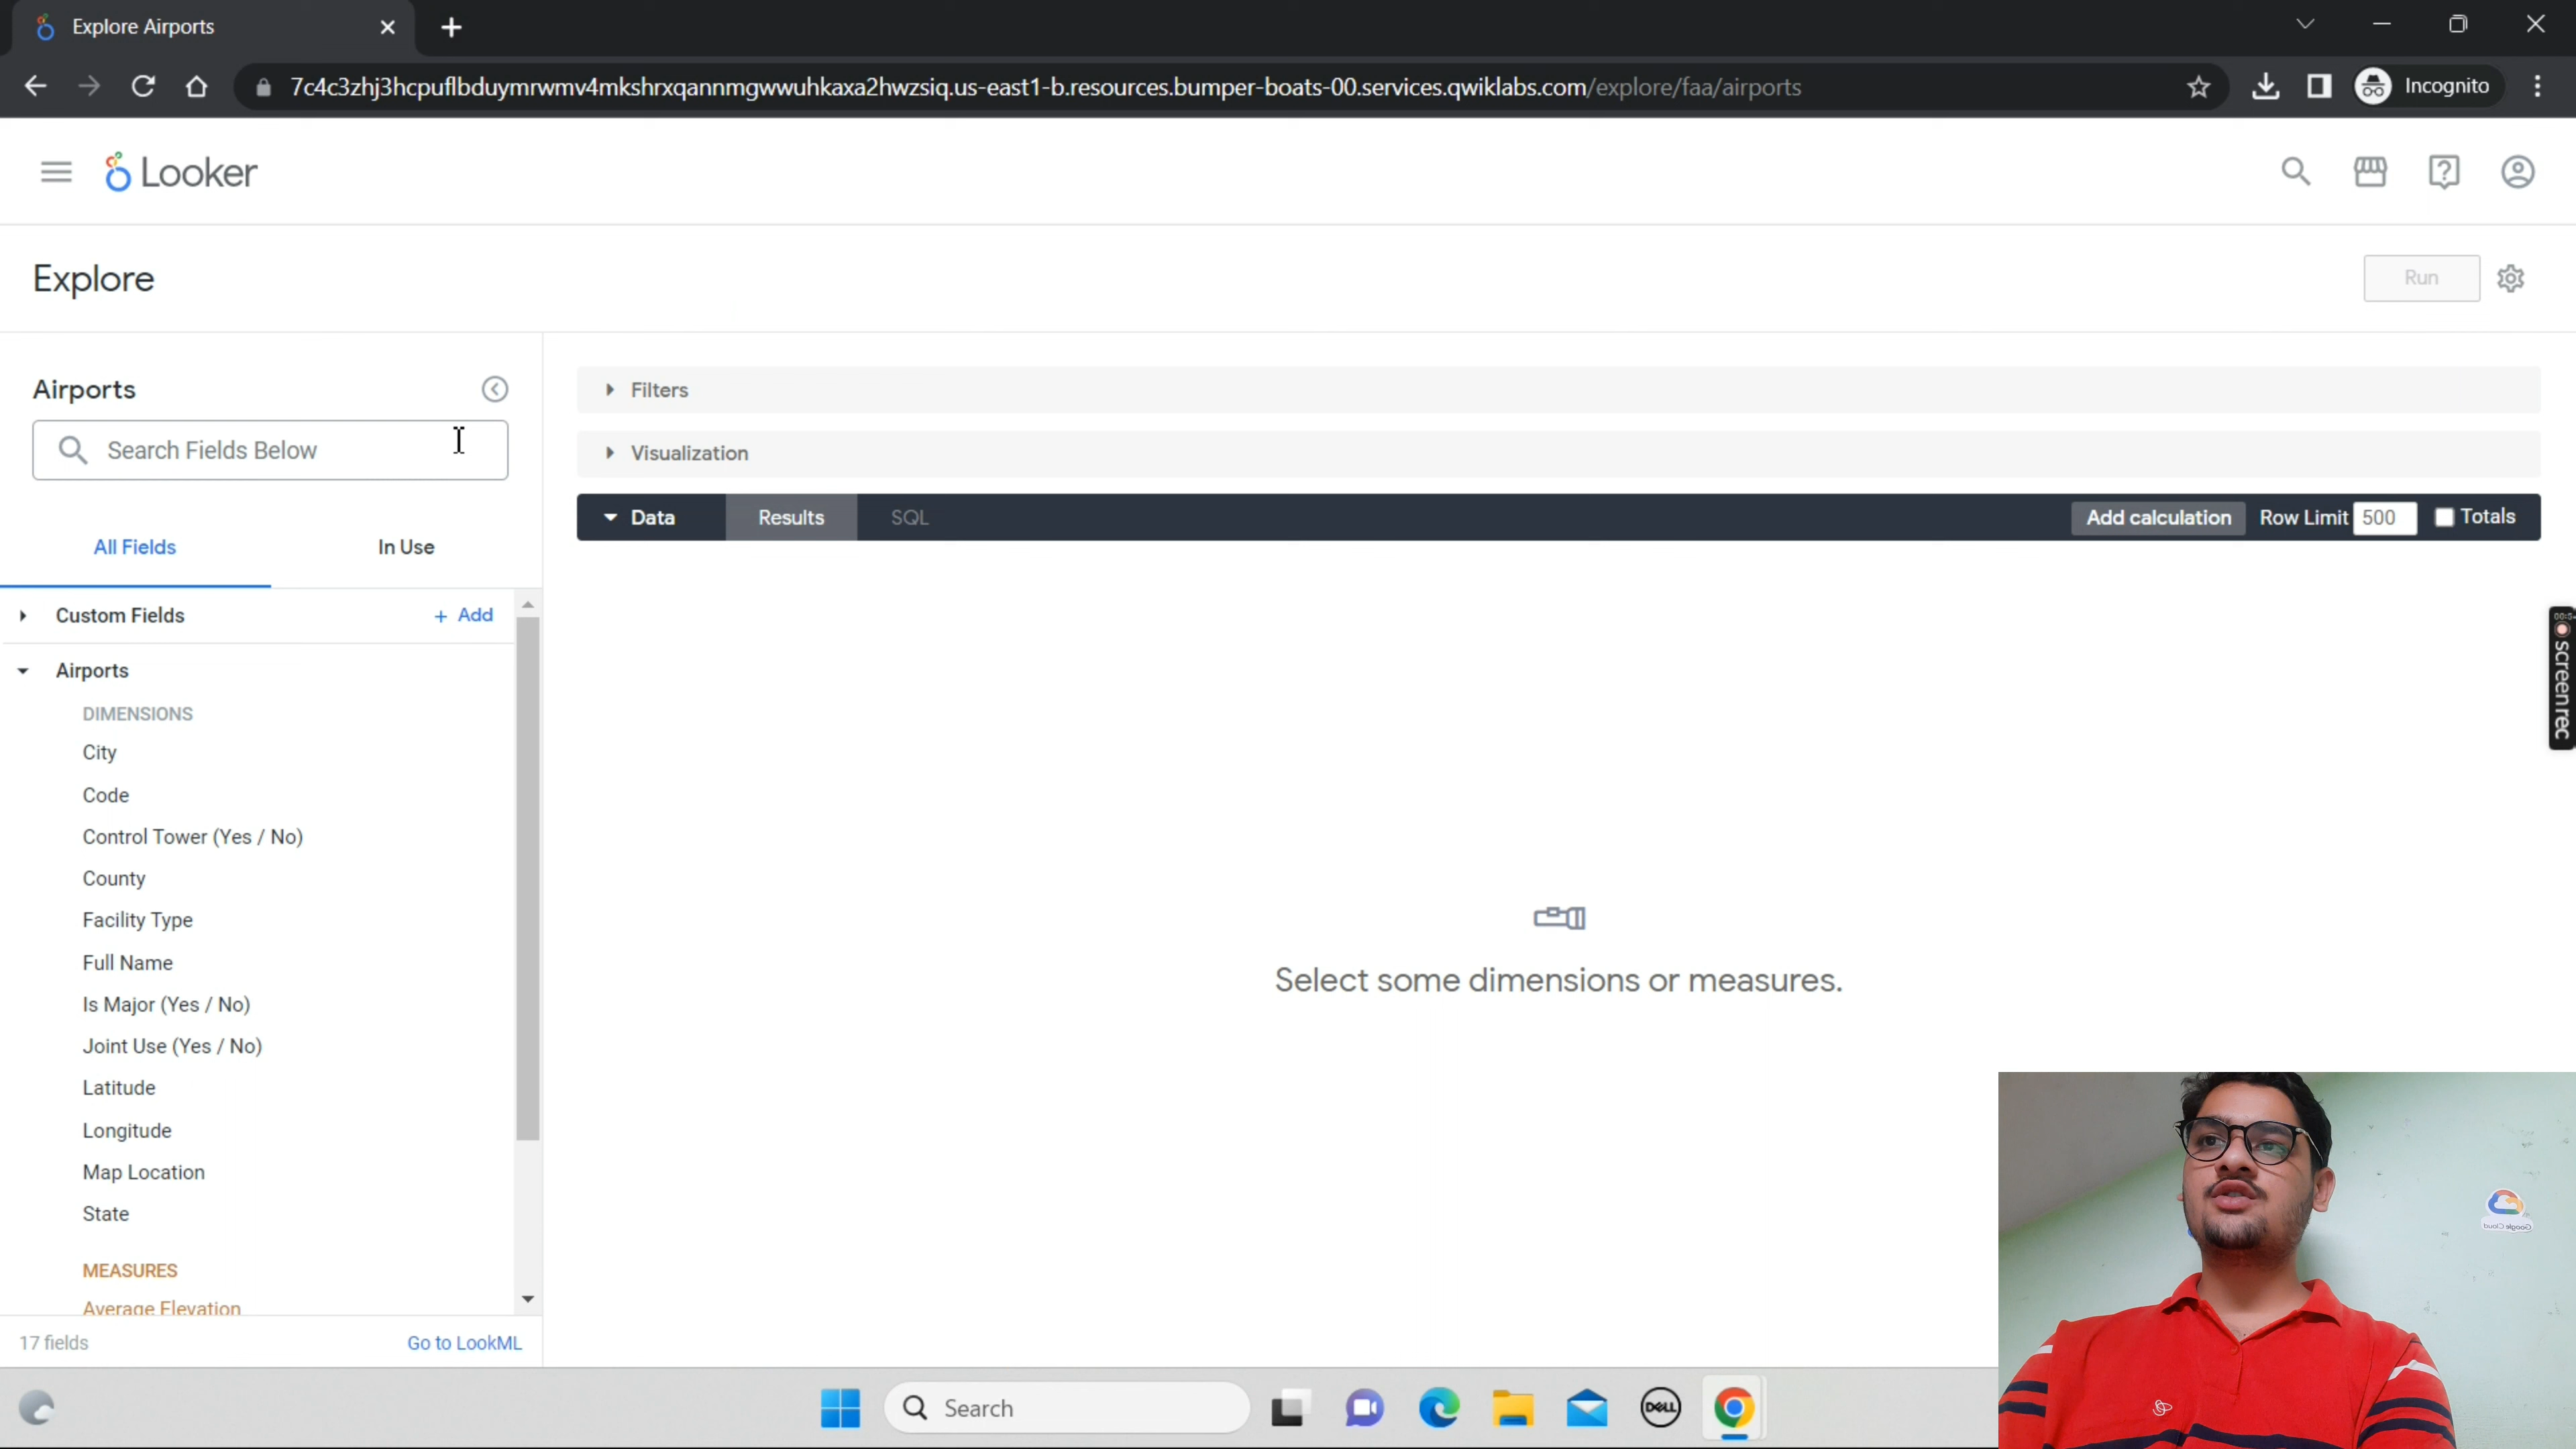 Explore Airports
7c4c3zhj3hcpuflbduymrwmv4mkshrxqannmgwwuhkaxa2hwzsiq.us-east1-b.resources.bumper-boats-00.services.qwiklabs.com/explore/faa/airports
Incognito
Looker
Explore
Run
Airports
Search Fields Below
All Fields
In Use
Custom Fields
+ Add
Airports
DIMENSIONS
City
Code
Control Tower (Yes / No)
County
Facility Type
Full Name
Is Major (Yes / No)
Joint Use (Yes / No)
Latitude
Longitude
Map Location
State
MEASURES
Average Elevation
17 fields
Go to LookML
Filters
Visualization
Data
Results
SQL
Add calculation
Row Limit
500
Totals
Select some dimensions or measures.
screenrec
Google Cloud
Search
DELL